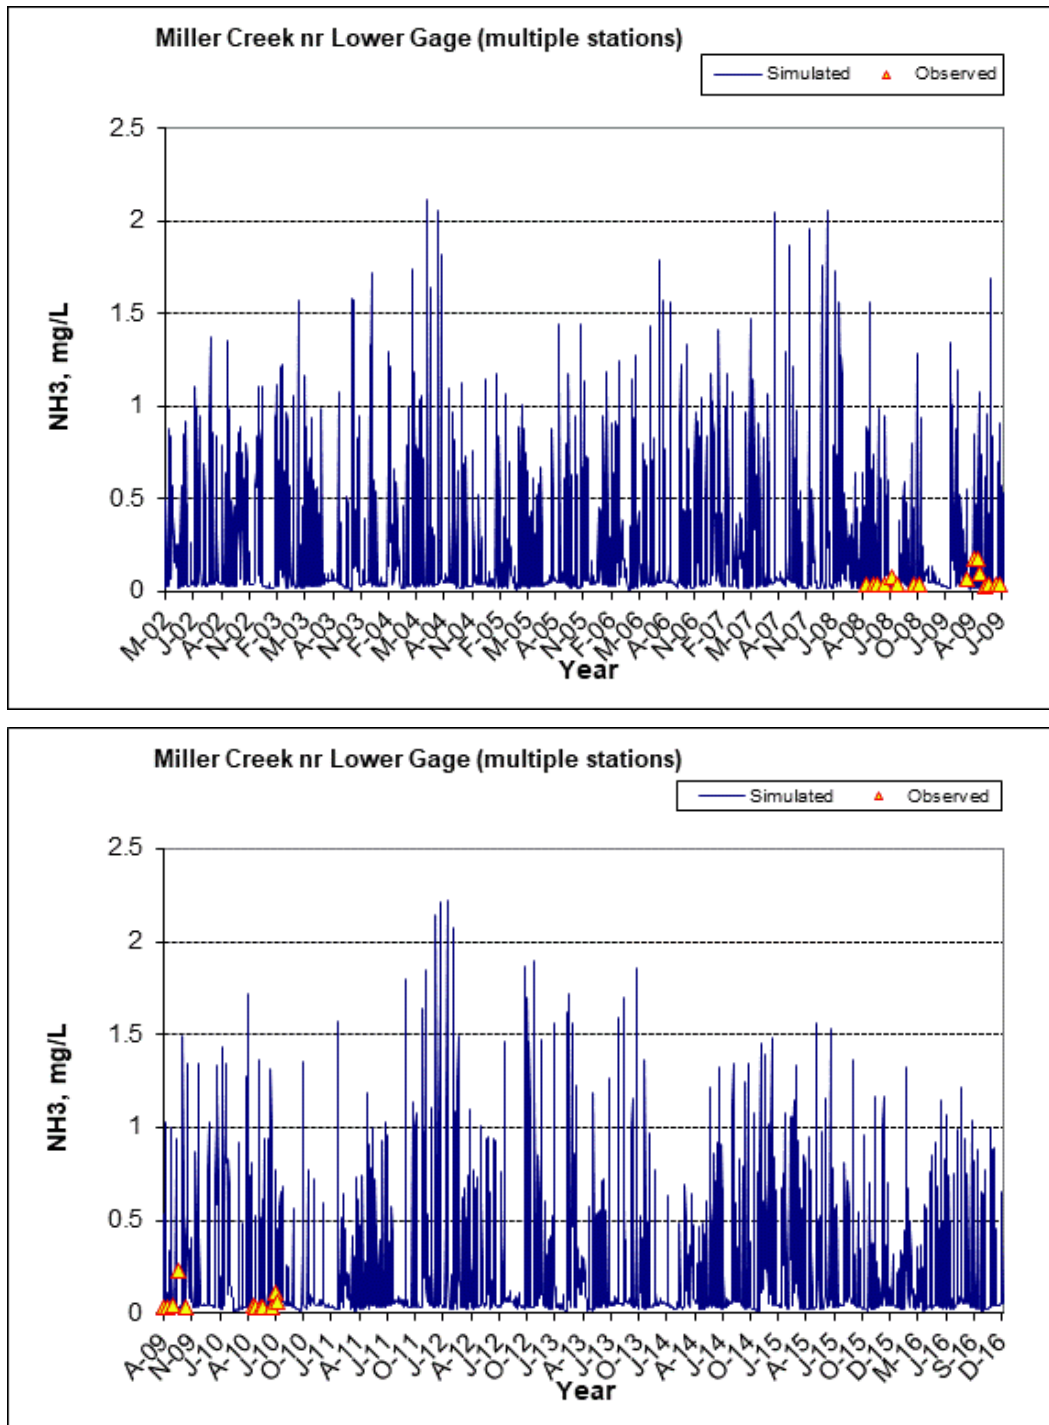 Miller Creek nr Lower Gage (multiple stations)
Simulated Observed
2.5
2
1.5
1
0.5
0
NH3, mg/L
M-02 J-02 A-02 N-02 F-03 M-03 A-03 N-03 F-04 M-04 A-04 N-04 F-05 M-05 A-05 N-05 F-06 M-06 A-06 N-06 F-07 M-07 A-07 N-07 J-08 A-08 J-08 O-08 J-09 A-09 J-09
Year
Miller Creek nr Lower Gage (multiple stations)
Simulated Observed
2.5
2
1.5
1
0.5
0
NH3, mg/L
A-09 N-09 J-10 A-10 J-10 O-10 J-11 A-11 J-11 O-11 J-12 A-12 J-12 O-12 J-13 A-13 J-13 O-13 J-14 A-14 J-14 O-14 J-15 A-15 J-15 O-15 D-15 M-16 J-16 S-16 D-16
Year